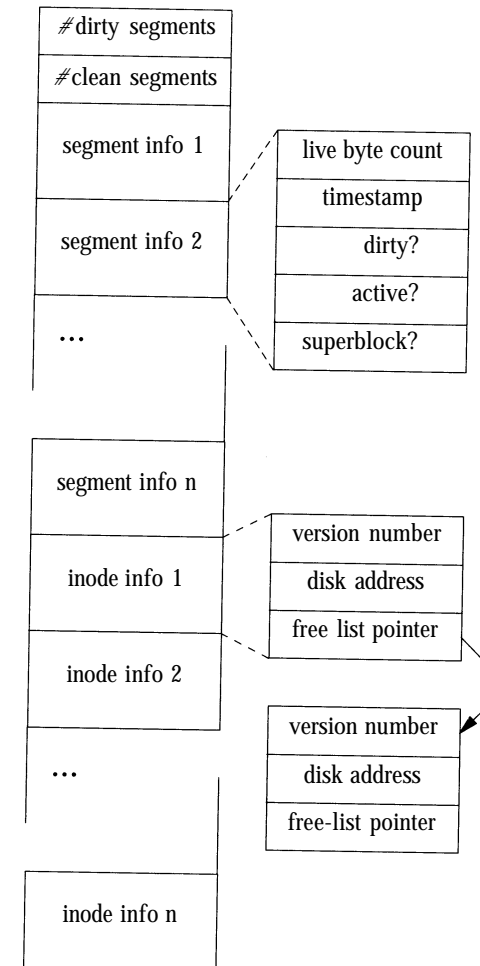 #dirty segments
#clean segments
segment info 1
segment info 2
...
segment info n
inode info 1
inode info 2
...
inode info n
live byte count
timestamp
dirty?
active?
superblock?
version number
disk address
free list pointer
version number
disk address
free-list pointer